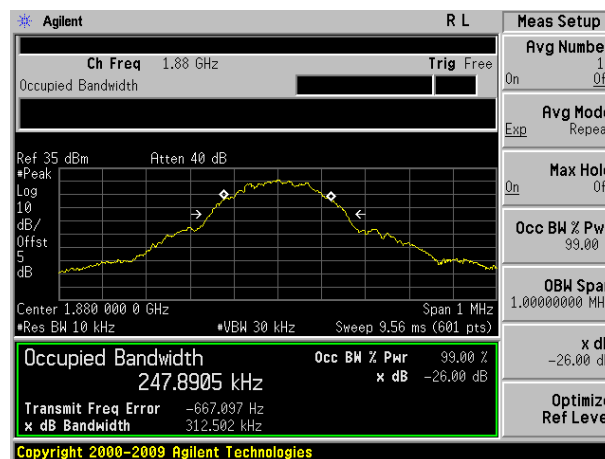 Agilent R L
Ch Freq 1.88 GHz Trig Free
Occupied Bandwidth
Ref 35 dBm Atten 40 dB
#Peak
Log
10
dB/
Offst
5
dB
Center 1.880 000 0 GHz Span 1 MHz
#Res BW 10 kHz #VBW 30 kHz Sweep 9.56 ms (601 pts)
Occupied Bandwidth Occ BW % Pwr 99.00 %
247.8905 kHz x dB -26.00 dB
Transmit Freq Error -667.097 Hz
x dB Bandwidth 312.502 kHz
Copyright 2000-2009 Agilent Technologies
Meas Setup
Avg Numbe
1
On Of
Avg Mode
Exp Repea
Max Hol
On Of
Occ BW % Pw
99.00
OBW Spa
1.00000000 MH
x d
-26.00 d
Optimiz
Ref Leve